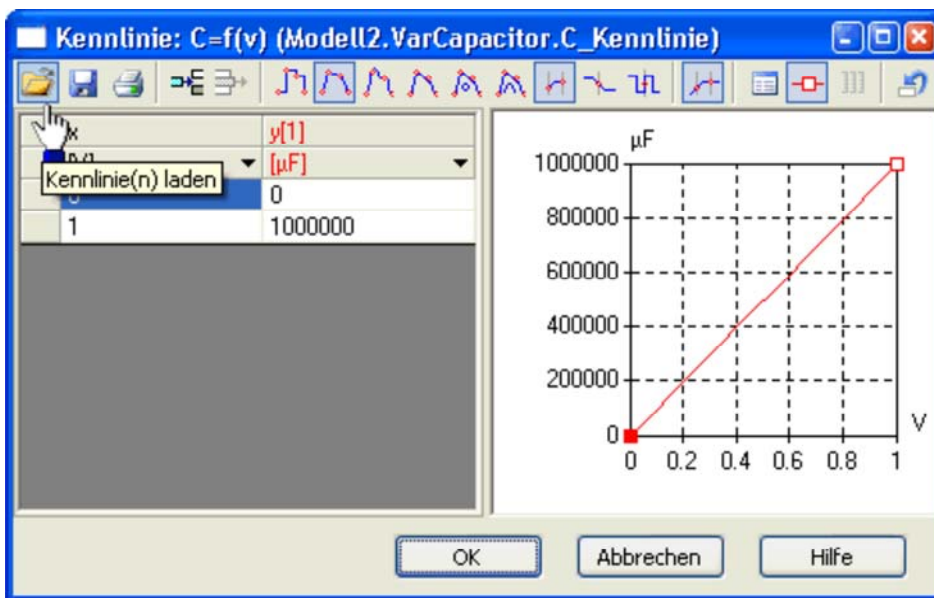 Kennlinie: C=f(v) (Modell2.VarCapacitor.C_Kennlinie)
x y[1]
[µF]
Kennlinie(n) laden
0
1 1000000
µF
1000000
800000
600000
400000
200000
0
V
0 0.2 0.4 0.6 0.8 1
OK Abbrechen Hilfe